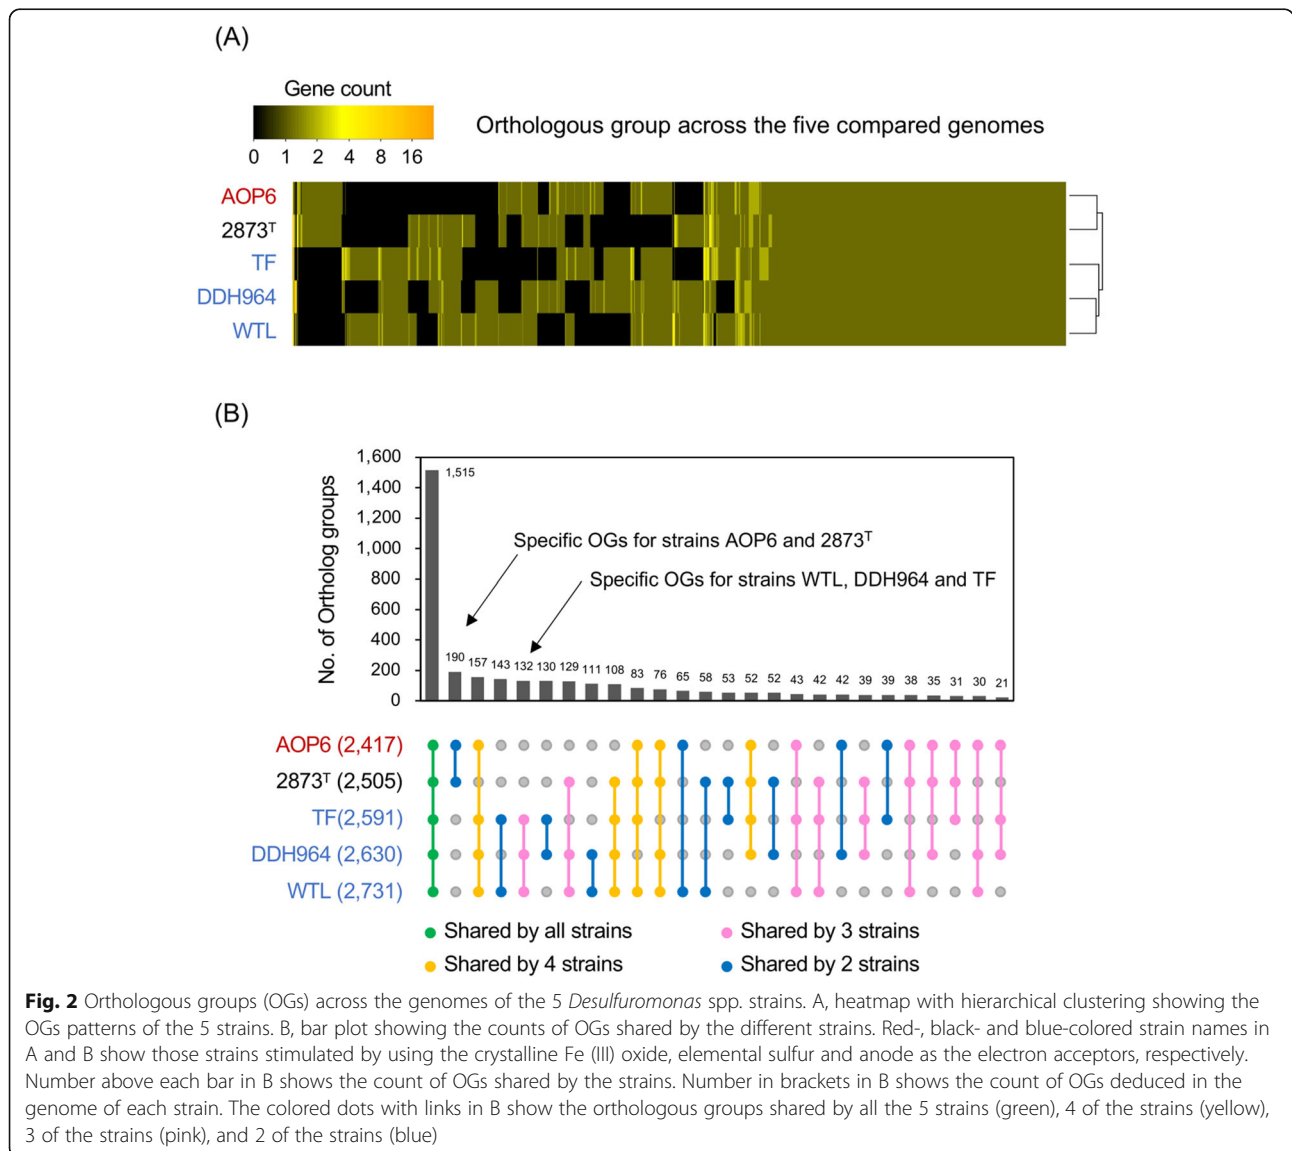 (A)
Gene count
0 1 2 4 8 16
Orthologous group across the five compared genomes
AOP6
2873ᵀ
TF
DDH964
WTL
(B)
No. of Ortholog groups
1,600
1,400
1,200
1,000
800
600
400
200
0
1,515
Specific OGs for strains AOP6 and 2873ᵀ
Specific OGs for strains WTL, DDH964 and TF
190 157 143 132 130 129 111 108 83 76 65 58 53 52 52 43 42 42 39 39 38 35 31 30 21
AOP6 (2,417)
2873ᵀ (2,505)
TF(2,591)
DDH964 (2,630)
WTL (2,731)
Shared by all strains
Shared by 3 strains
Shared by 4 strains
Shared by 2 strains
Fig. 2 Orthologous groups (OGs) across the genomes of the 5 Desulfuromonas spp. strains. A, heatmap with hierarchical clustering showing the
OGs patterns of the 5 strains. B, bar plot showing the counts of OGs shared by the different strains. Red-, black- and blue-colored strain names in
A and B show those strains stimulated by using the crystalline Fe (III) oxide, elemental sulfur and anode as the electron acceptors, respectively.
Number above each bar in B shows the count of OGs shared by the strains. Number in brackets in B shows the count of OGs deduced in the
genome of each strain. The colored dots with links in B show the orthologous groups shared by all the 5 strains (green), 4 of the strains (yellow),
3 of the strains (pink), and 2 of the strains (blue)